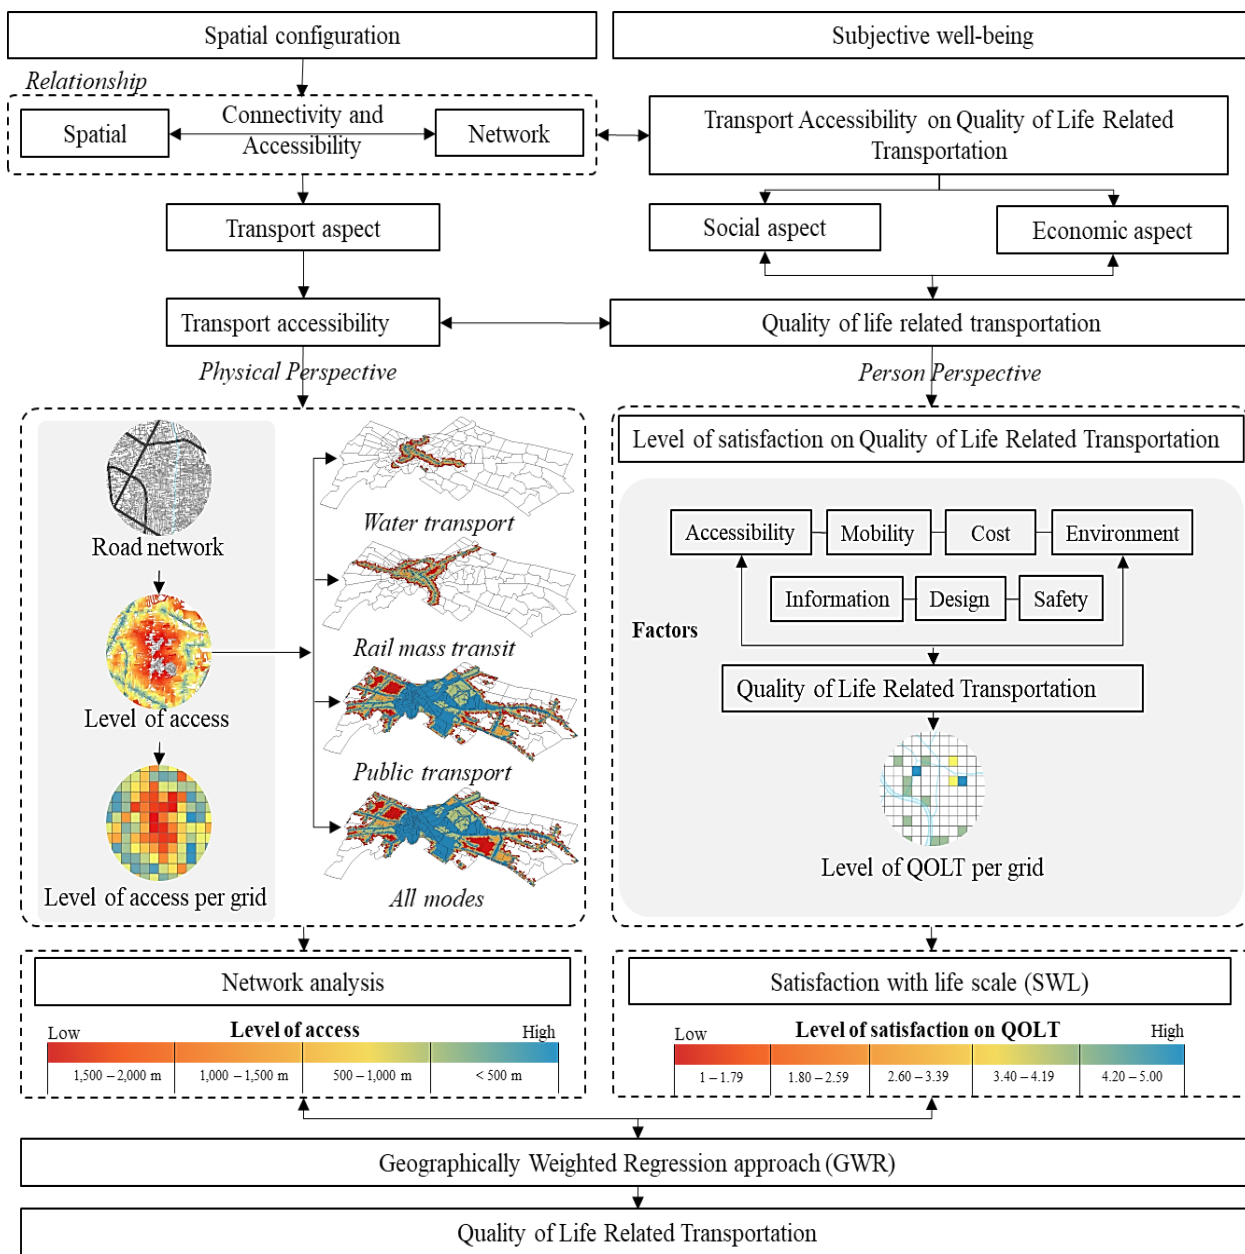 Spatial configuration
Subjective well-being
Relationship
Spatial
Connectivity and
Accessibility
Network
Transport Accessibility on Quality of Life Related
Transportation
Transport aspect
Social aspect
Economic aspect
Transport accessibility
Quality of life related transportation
Physical Perspective
Person Perspective
Road network
Level of access
Level of access per grid
Water transport
Rail mass transit
Public transport
All modes
Level of satisfaction on Quality of Life Related Transportation
Accessibility
Mobility
Cost
Environment
Information
Design
Safety
Factors
Quality of Life Related Transportation
Level of QOLT per grid
Network analysis
Low
Level of access
High
1,500 – 2,000 m
1,000 – 1,500 m
500 – 1,000 m
< 500 m
Satisfaction with life scale (SWL)
Low
Level of satisfaction on QOLT
High
1 – 1.79
1.80 – 2.59
2.60 – 3.39
3.40 – 4.19
4.20 – 5.00
Geographically Weighted Regression approach (GWR)
Quality of Life Related Transportation